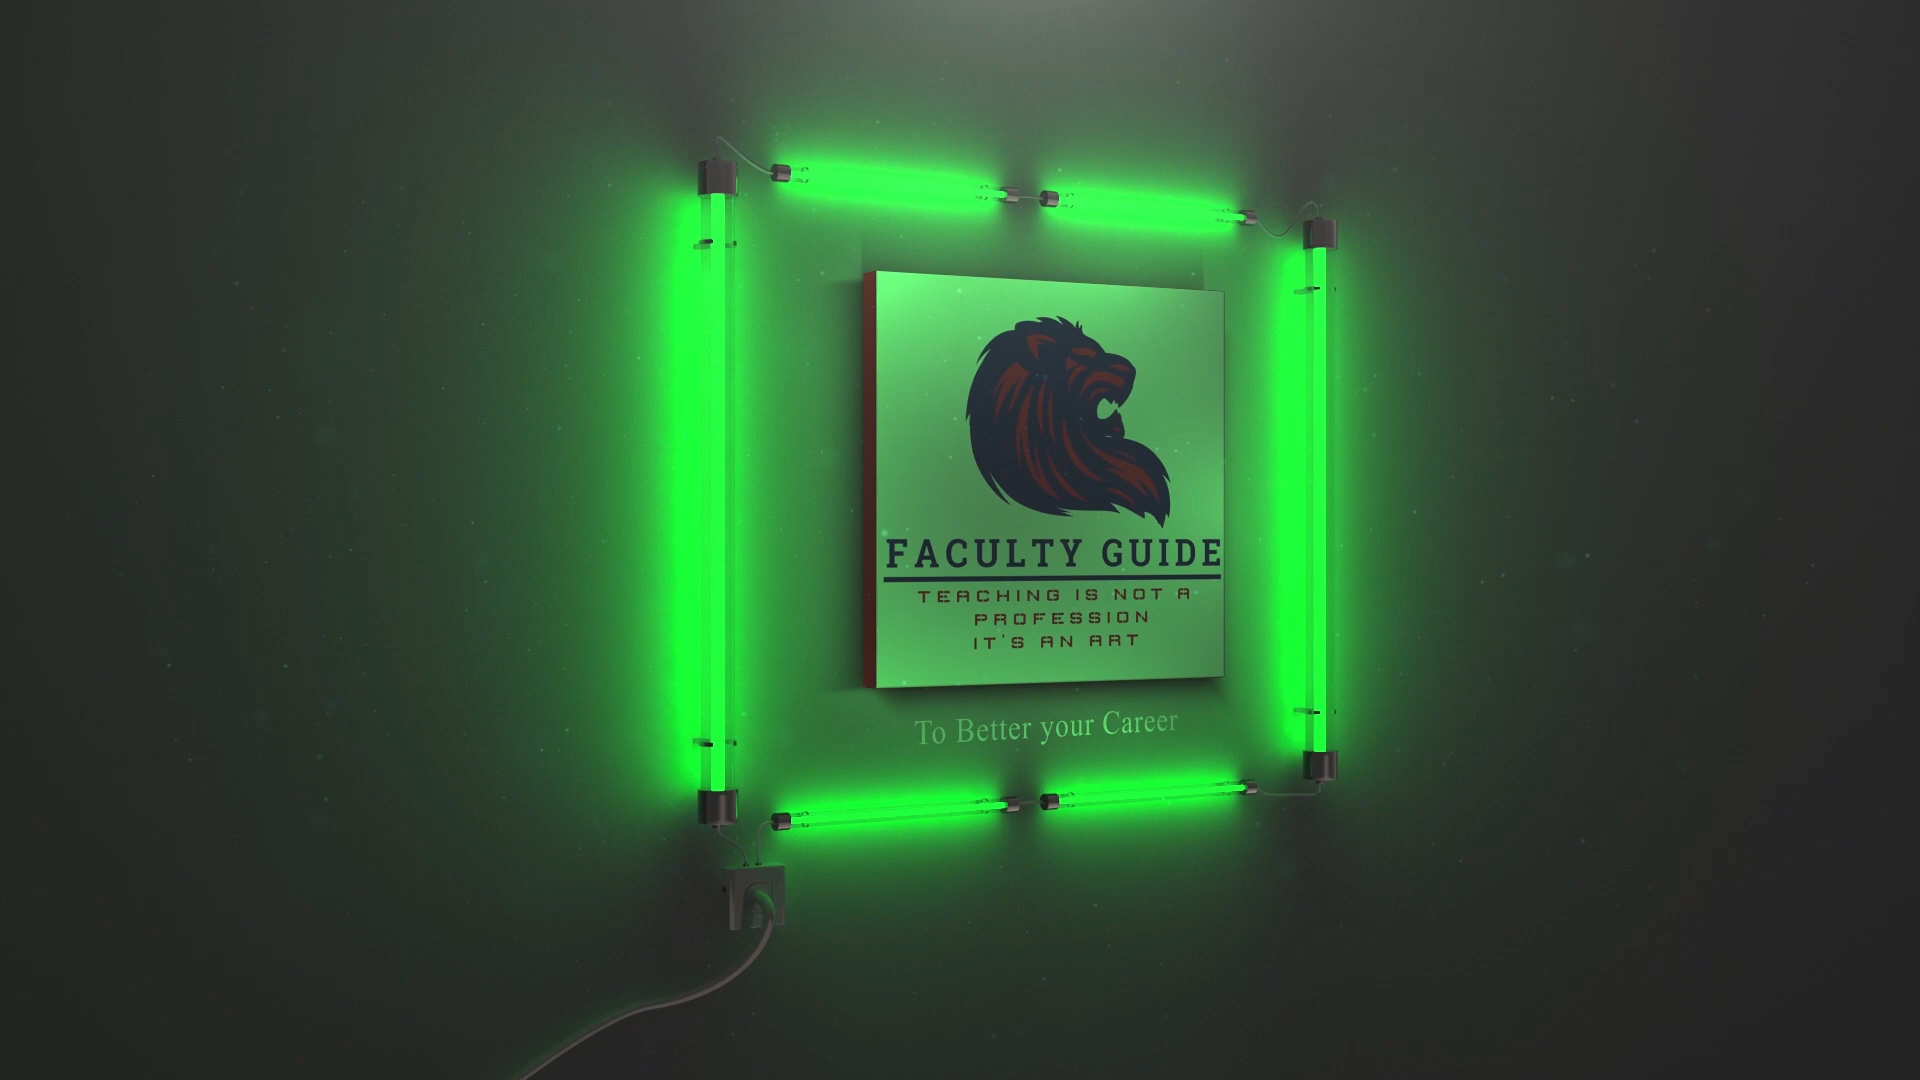 FACULTY GUIDE
TEACHING IS NOT A
PROFESSION
IT'S AN ART
To Better your Career